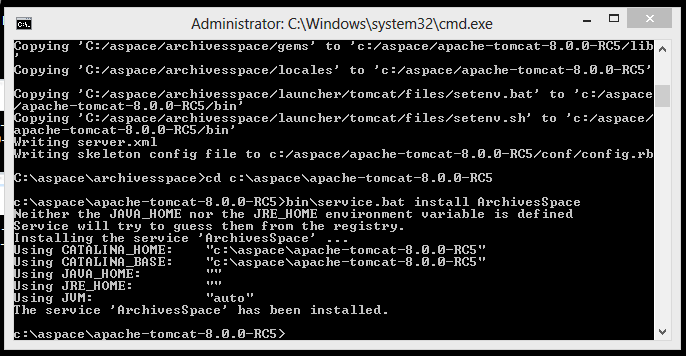 Administrator: C:\Windows\system32\cmd.exe
Copying 'C:/aspace/archivesspace/gems' to 'c:/aspace/apache-tomcat-8.0.0-RC5/lib
'
Copying 'C:/aspace/archivesspace/locales' to 'c:/aspace/apache-tomcat-8.0.0-RC5'
Copying 'C:/aspace/archivesspace/launcher/tomcat/files/setenv.bat' to 'c:/aspace
/apache-tomcat-8.0.0-RC5/bin'
Copying 'C:/aspace/archivesspace/launcher/tomcat/files/setenv.sh' to 'c:/aspace/
apache-tomcat-8.0.0-RC5/bin'
Writing server.xml
Writing skeleton config file to c:/aspace/apache-tomcat-8.0.0-RC5/conf/config.rb
C:\aspace\archivesspace>cd c:\aspace\apache-tomcat-8.0.0-RC5
c:\aspace\apache-tomcat-8.0.0-RC5>bin\service.bat install ArchivesSpace
Neither the JAVA_HOME nor the JRE_HOME environment variable is defined
Service will try to guess them from the registry.
Installing the service 'ArchivesSpace' ...
Using CATALINA_HOME:    "c:\aspace\apache-tomcat-8.0.0-RC5"
Using CATALINA_BASE:    "c:\aspace\apache-tomcat-8.0.0-RC5"
Using JAVA_HOME:        ""
Using JRE_HOME:         ""
Using JVM:              "auto"
The service 'ArchivesSpace' has been installed.
c:\aspace\apache-tomcat-8.0.0-RC5>